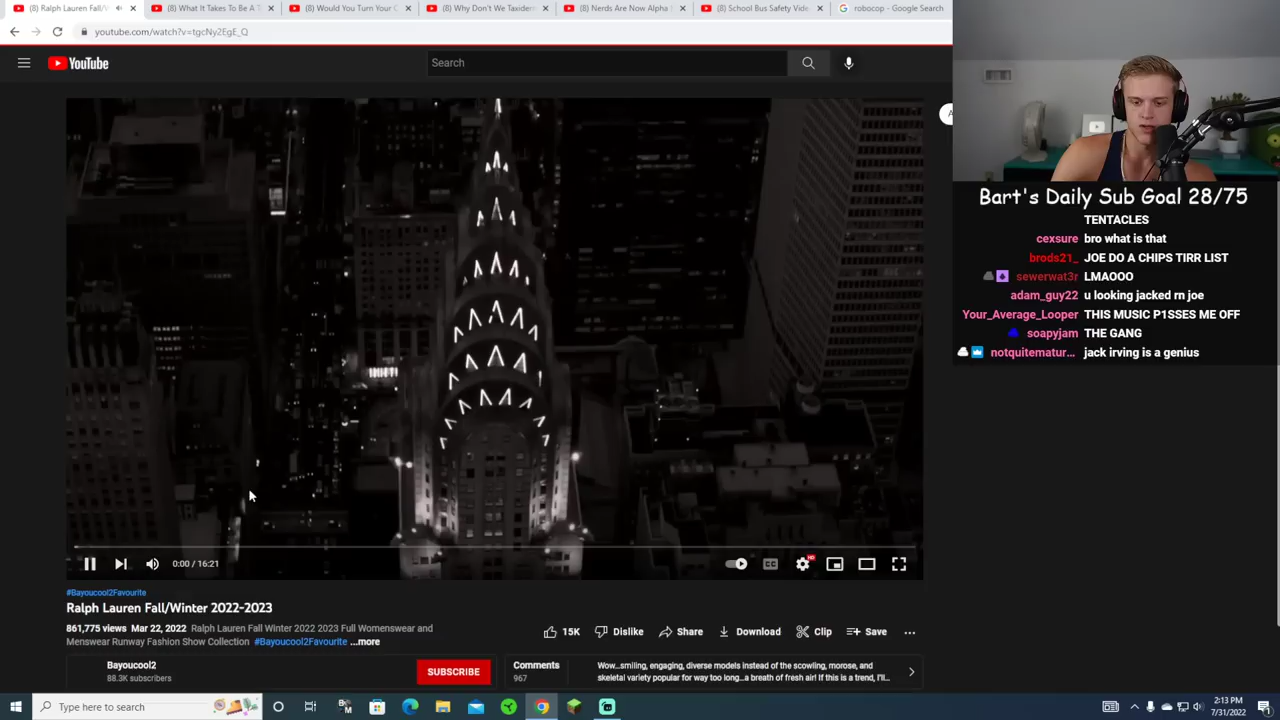 (8) Ralph Lauren Fall/W
(8) What It Takes To Be A T
(8) Would You Turn Your C
(8) Why Don't We Taxiderm
(8) Nerds Are Now Alpha
(8) School Bus Safety Vide
robocop - Google Search
youtube.com/watch?v=tgcNy2EgE_Q
YouTube
Search
Bart's Daily Sub Goal 28/75
TENTACLES
cexsure bro what is that
brods21_ JOE DO A CHIPS TIRR LIST
sewerwat3r LMAOOO
adam_guy22 u looking jacked rn joe
Your_Average_Looper THIS MUSIC P1SSES ME OFF
soapyjam THE GANG
notquitematur... jack irving is a genius
0:00 / 16:21
CC
HD
#Bayoucool2Favourite
Ralph Lauren Fall/Winter 2022-2023
861,775 views Mar 22, 2022 Ralph Lauren Fall Winter 2022 2023 Full Womenswear and
Menswear Runway Fashion Show Collection #Bayoucool2Favourite ...more
15K Dislike Share Download Clip Save
Bayoucool2
88.3K subscribers
SUBSCRIBE
Comments
967
Wow...smiling, engaging, diverse models instead of the scowling, morose, and
skeletal variety popular for way too long...a breath of fresh air! If this is a trend, I'll...
Type here to search
2:13 PM
7/31/2022